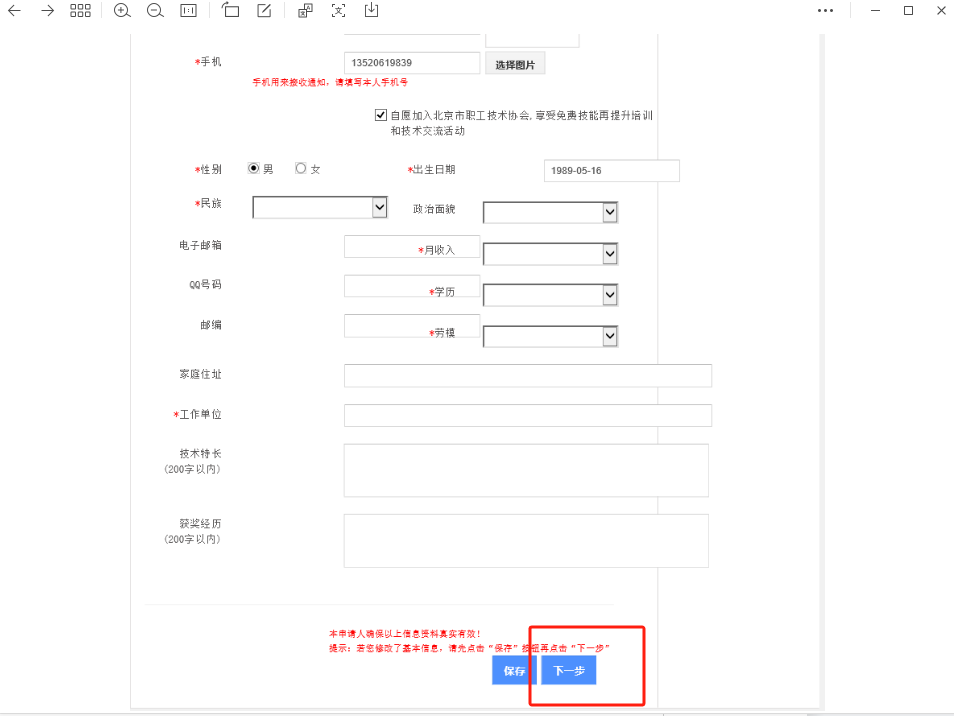 *手机 13520619839 选择图片
手机用来接收通知，请填写本人手机号
自愿加入北京市职工技术协会,享受免费技能再提升培训
和技术交流活动
*性别 男 女 *出生日期 1989-05-16
*民族 政治面貌
电子邮箱 *月收入
QQ号码 *学历
邮编 *劳模
家庭住址
*工作单位
技术特长
(200字以内)
获奖经历
(200字以内)
本申请人确保以上信息资料真实有效!
提示：若您修改了基本信息，请先点击“保存”按钮再点击“下一步”
保存 下一步